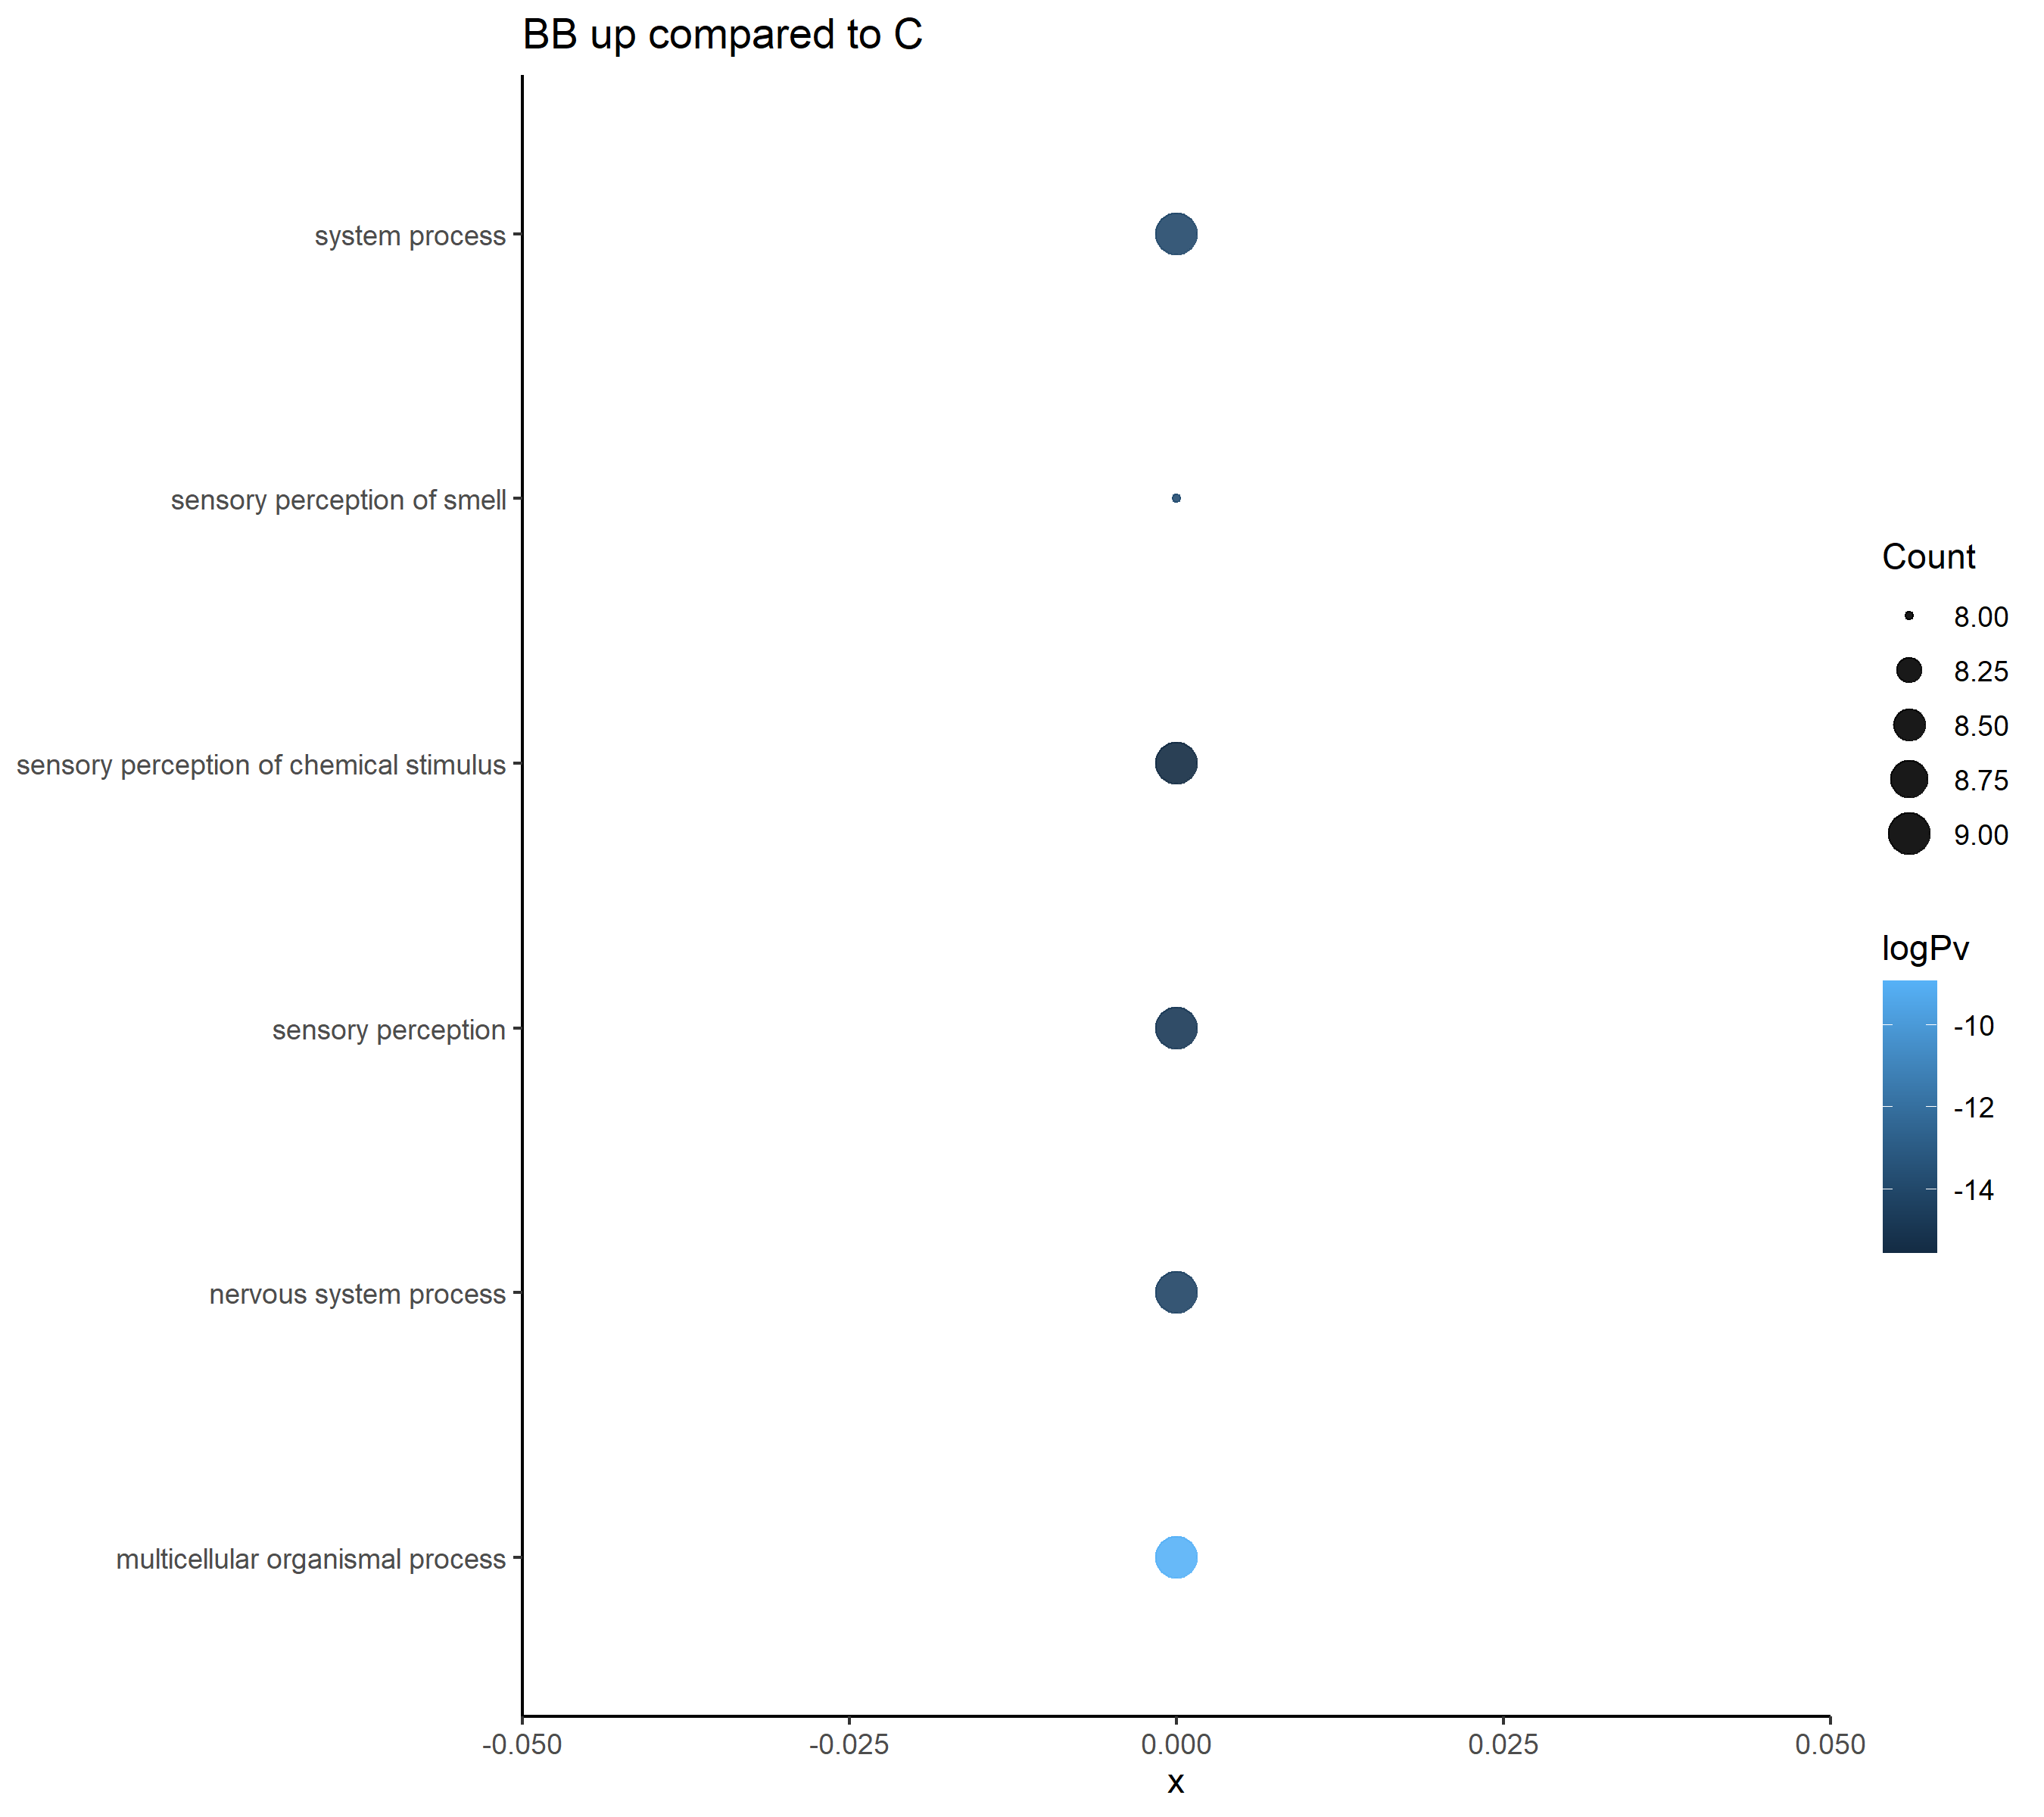 BB up compared to C
system process
sensory perception of smell
sensory perception of chemical stimulus
sensory perception
nervous system process
multicellular organismal process
-0.050
-0.025
0.000
0.025
0.050
x
Count
8.00
8.25
8.50
8.75
9.00
logPv
-10
-12
-14